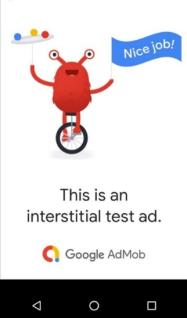 Nice job!
This is an
interstitial test ad.
Google AdMob